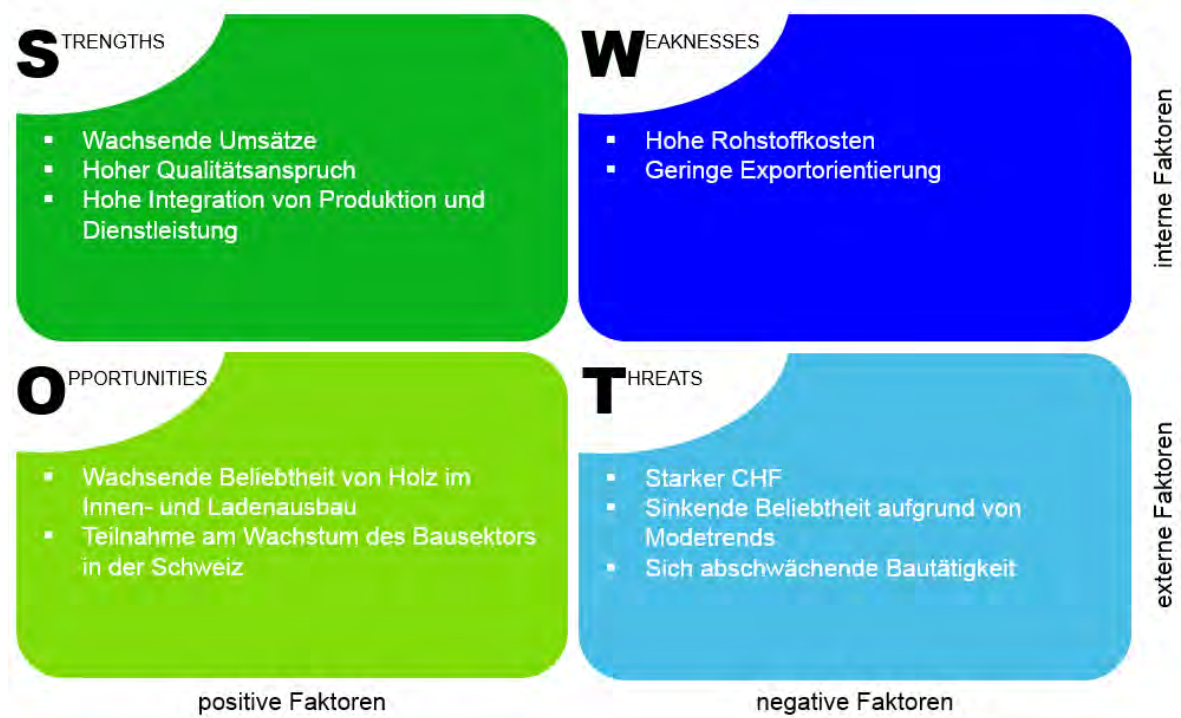 STRENGTHS
▪ Wachsende Umsätze
▪ Hoher Qualitätsanspruch
▪ Hohe Integration von Produktion und
Dienstleistung
WEAKNESSES
▪ Hohe Rohstoffkosten
▪ Geringe Exportorientierung
interne Faktoren
OPPORTUNITIES
▪ Wachsende Beliebtheit von Holz im
Innen- und Ladenausbau
▪ Teilnahme am Wachstum des Bausektors
in der Schweiz
THREATS
▪ Starker CHF
▪ Sinkende Beliebtheit aufgrund von
Modetrends
▪ Sich abschwächende Bautätigkeit
externe Faktoren
positive Faktoren
negative Faktoren